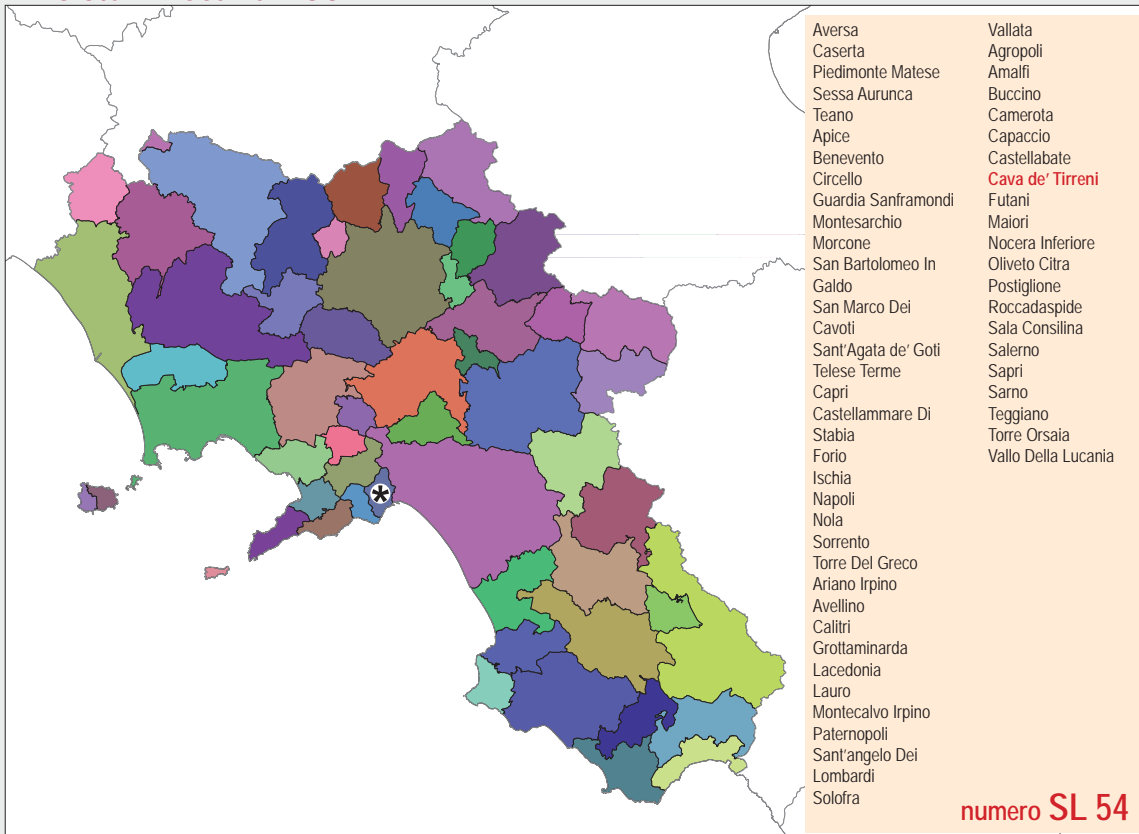 Aversa
Caserta
Piedimonte Matese
Sessa Aurunca
Teano
Apice
Benevento
Circello
Guardia Sanframondi
Montesarchio
Morcone
San Bartolomeo In
Galdo
San Marco Dei
Cavoti
Sant'Agata de' Goti
Telese Terme
Capri
Castellammare Di
Stabia
Forio
Ischia
Napoli
Nola
Sorrento
Torre Del Greco
Ariano Irpino
Avellino
Calitri
Grottaminarda
Lacedonia
Lauro
Montecalvo Irpino
Paternopoli
Sant'angelo Dei
Lombardi
Solofra
Vallata
Agropoli
Amalfi
Buccino
Camerota
Capaccio
Castellabate
Cava de' Tirreni
Futani
Maiori
Nocera Inferiore
Oliveto Citra
Postiglione
Roccadaspide
Sala Consilina
Salerno
Sapri
Sarno
Teggiano
Torre Orsaia
Vallo Della Lucania
*
numero SL 54